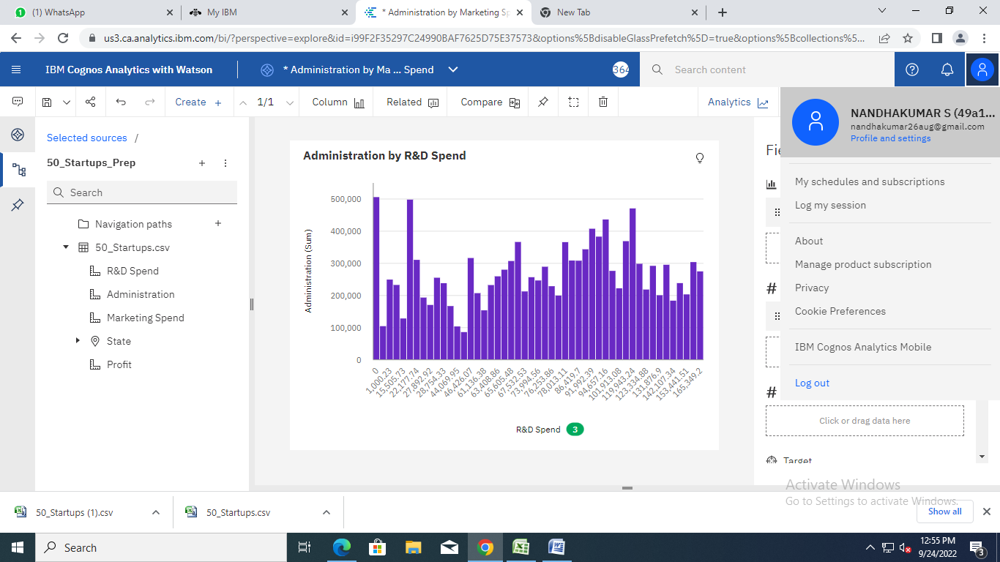 (1) WhatsApp
My IBM
* Administration by Marketing Sp
New Tab
us3.ca.analytics.ibm.com/bi/?perspective=explore&id=i99F2F35297C24990BAF7625D75E37573&options%5BdisableGlassPrefetch%5D=true&options%5Bcollections%5...
IBM Cognos Analytics with Watson
* Administration by Ma ... Spend
364
Search content
Create +
1/1
Column
Related
Compare
Analytics
NANDHAKUMAR S (49a1...
nandhakumar26aug@gmail.com
Profile and settings
My schedules and subscriptions
Log my session
About
Manage product subscription
Privacy
Cookie Preferences
IBM Cognos Analytics Mobile
Log out
Selected sources /
50_Startups_Prep
Search
Navigation paths
50_Startups.csv
R&D Spend
Administration
Marketing Spend
State
Profit
Administration by R&D Spend
Administration (Sum)
500,000
400,000
300,000
200,000
100,000
0
0
1,000.23
15,505.73
22,177.74
27,892.92
28,754.33
44,069.95
46,426.07
61,136.38
63,408.86
65,605.48
67,532.53
73,994.56
76,253.86
78,013.11
86,419.7
91,992.39
94,657.16
101,913.08
119,943.24
123,334.88
131,876.9
142,107.34
153,441.51
165,349.2
R&D Spend 3
Fie
#
#
Click or drag data here
Target
Activate Windows
Go to Settings to activate Windows.
50_Startups (1).csv
50_Startups.csv
Show all
Search
12:55 PM
9/24/2022
3